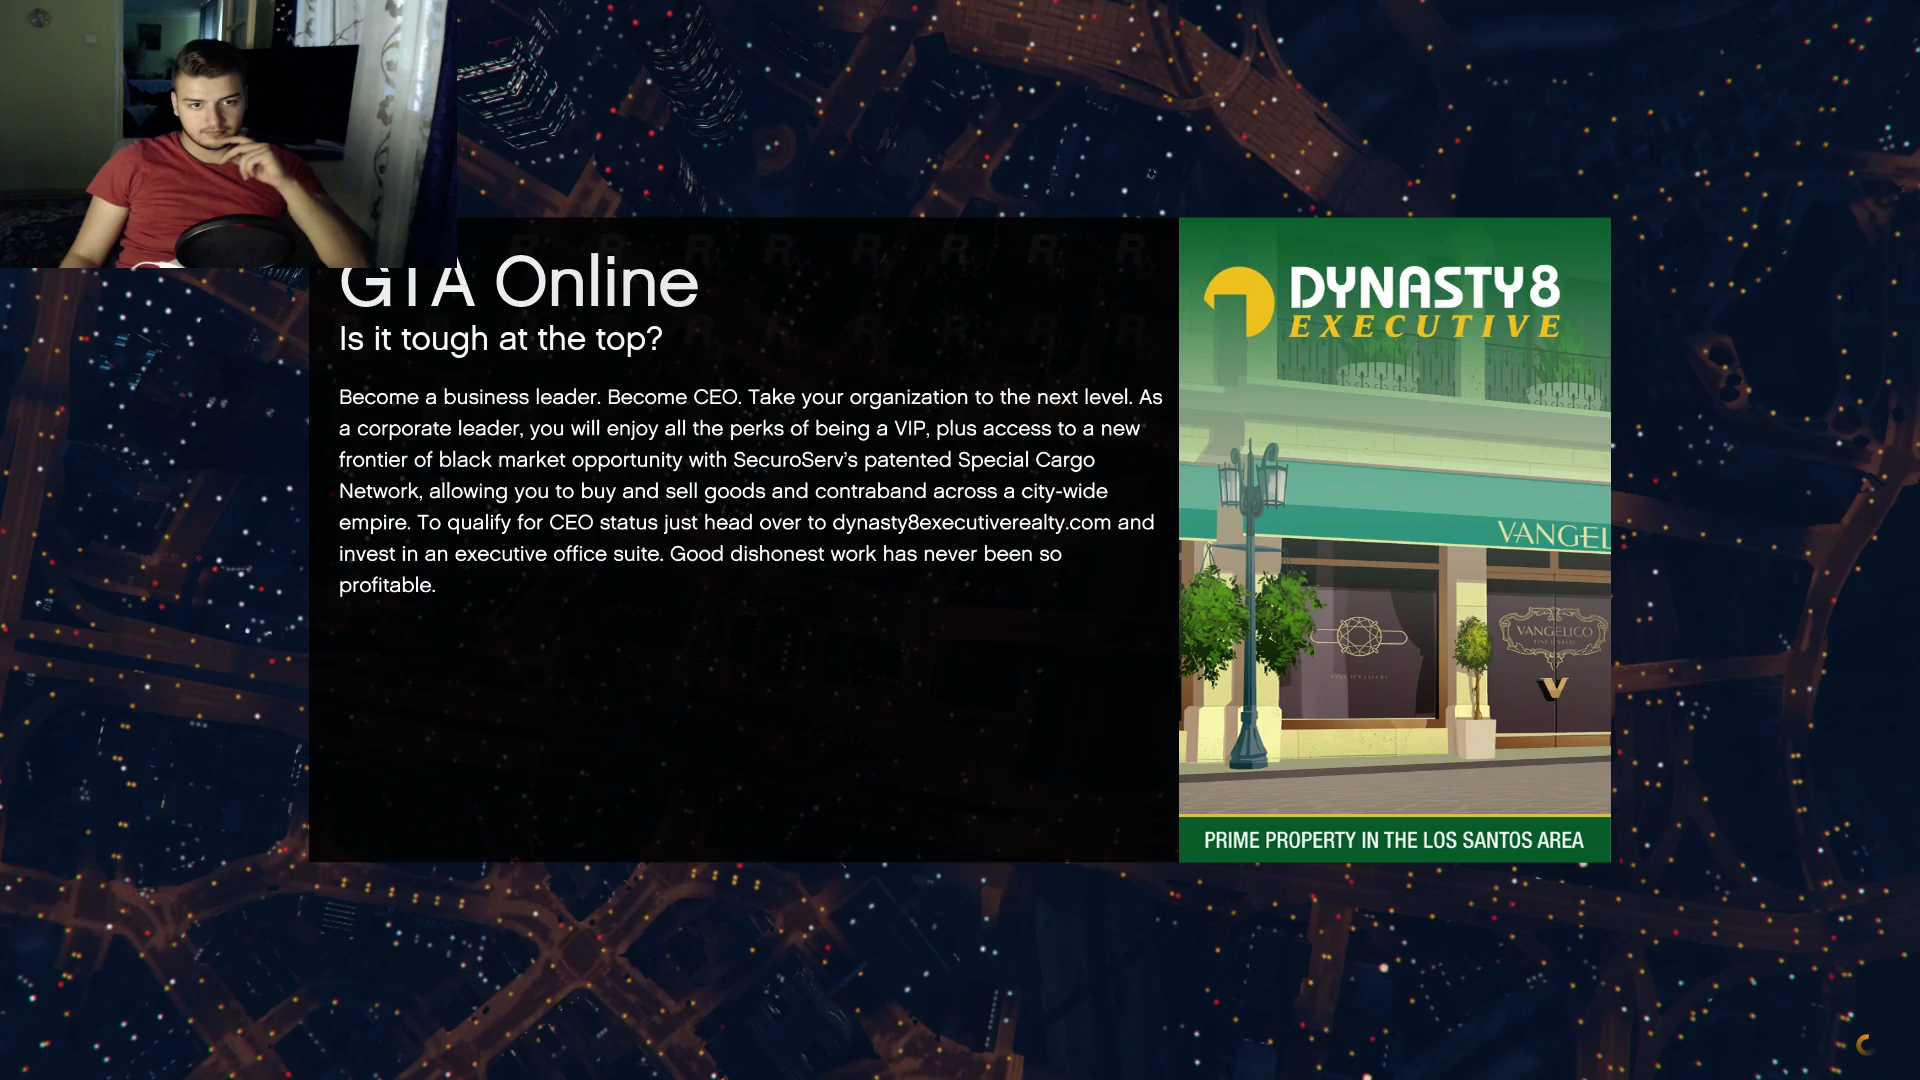 GTA Online
Is it tough at the top?
Become a business leader. Become CEO. Take your organization to the next level. As
a corporate leader, you will enjoy all the perks of being a VIP, plus access to a new
frontier of black market opportunity with SecuroServ’s patented Special Cargo
Network, allowing you to buy and sell goods and contraband across a city-wide
empire. To qualify for CEO status just head over to dynasty8executiverealty.com and
invest in an executive office suite. Good dishonest work has never been so
profitable.
DYNASTY8
EXECUTIVE
VANGEL
VANGELICO
FINE JEWELRY
V
PRIME PROPERTY IN THE LOS SANTOS AREA